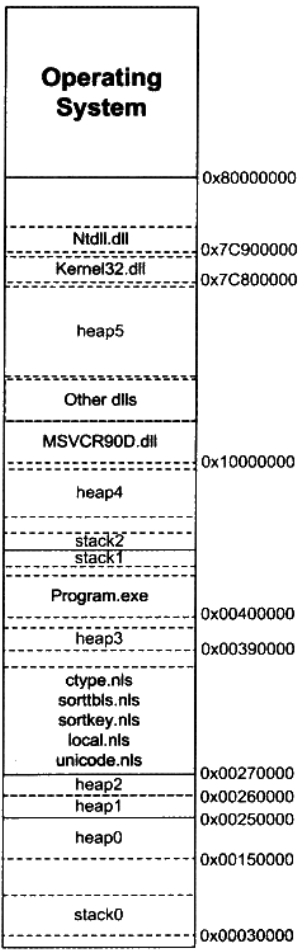 Operating
System
0x80000000
Ntdll.dll
0x7C900000
Kernel32.dll
0x7C800000
heap5
Other dlls
MSVCR90D.dll
0x10000000
heap4
stack2
stack1
Program.exe
0x00400000
heap3
0x00390000
ctype.nls
sorttbls.nls
sortkey.nls
local.nls
unicode.nls
0x00270000
heap2
0x00260000
heap1
0x00250000
heap0
0x00150000
stack0
0x00030000